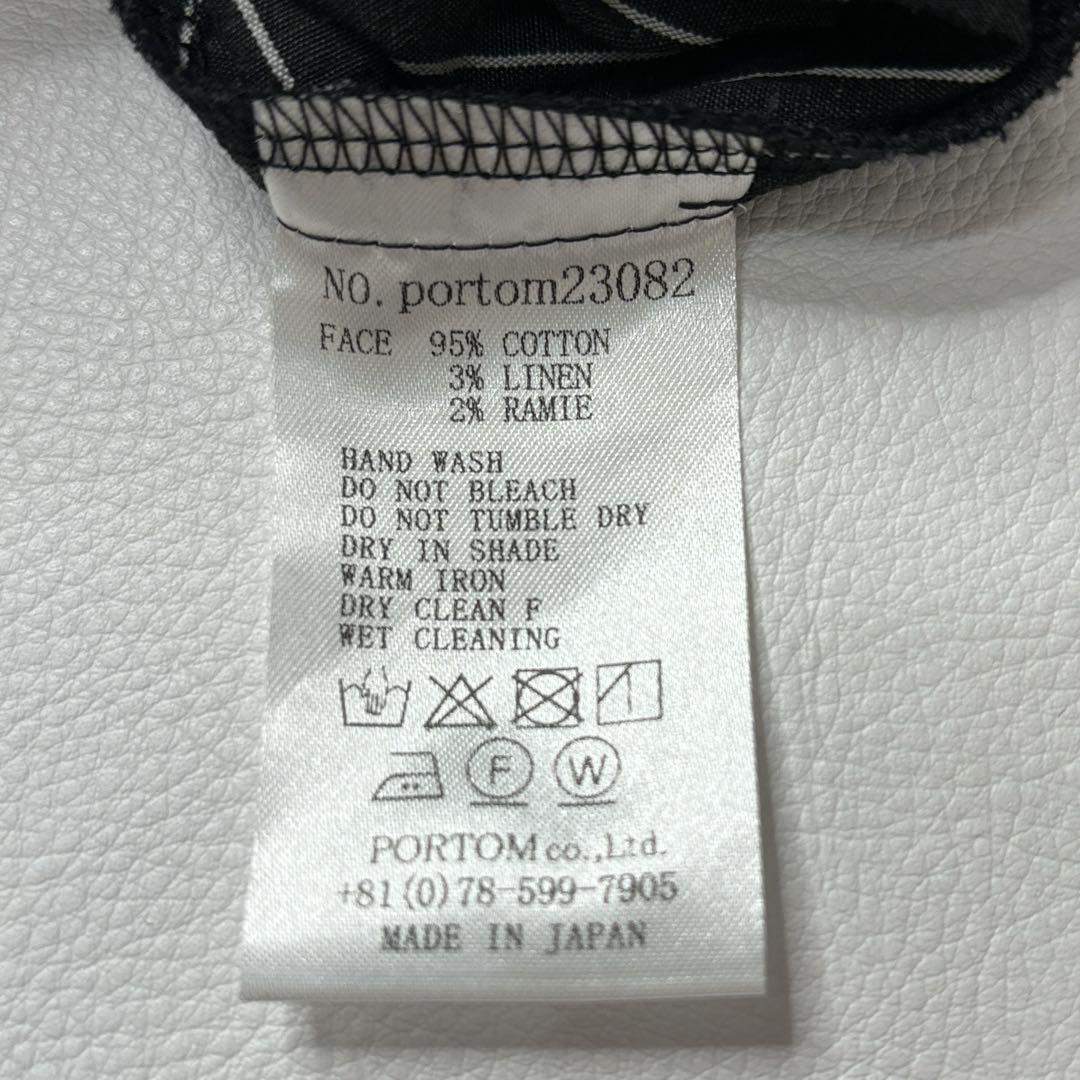 NO. portom23082
FACE 95% COTTON
3% LINEN
2% RAMIE
HAND WASH
DO NOT BLEACH
DO NOT TUMBLE DRY
DRY IN SHADE
WARM IRON
DRY CLEAN F
WET CLEANING
F W
PORTOM co.,Ltd.
+81(0)78-599-7905
MADE IN JAPAN